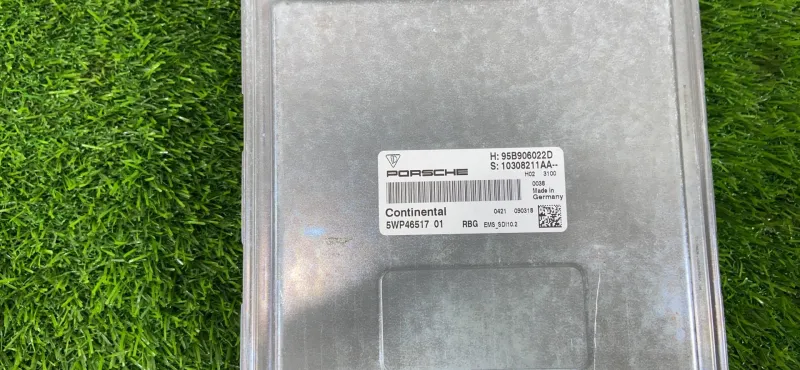 H: 95B906022D
PORSCHE S: 10308211AA--
H02 3100
0038
Made in
Germany
Continental 0421 090318
5WP46517 01 RBG EMS_SDI10.2